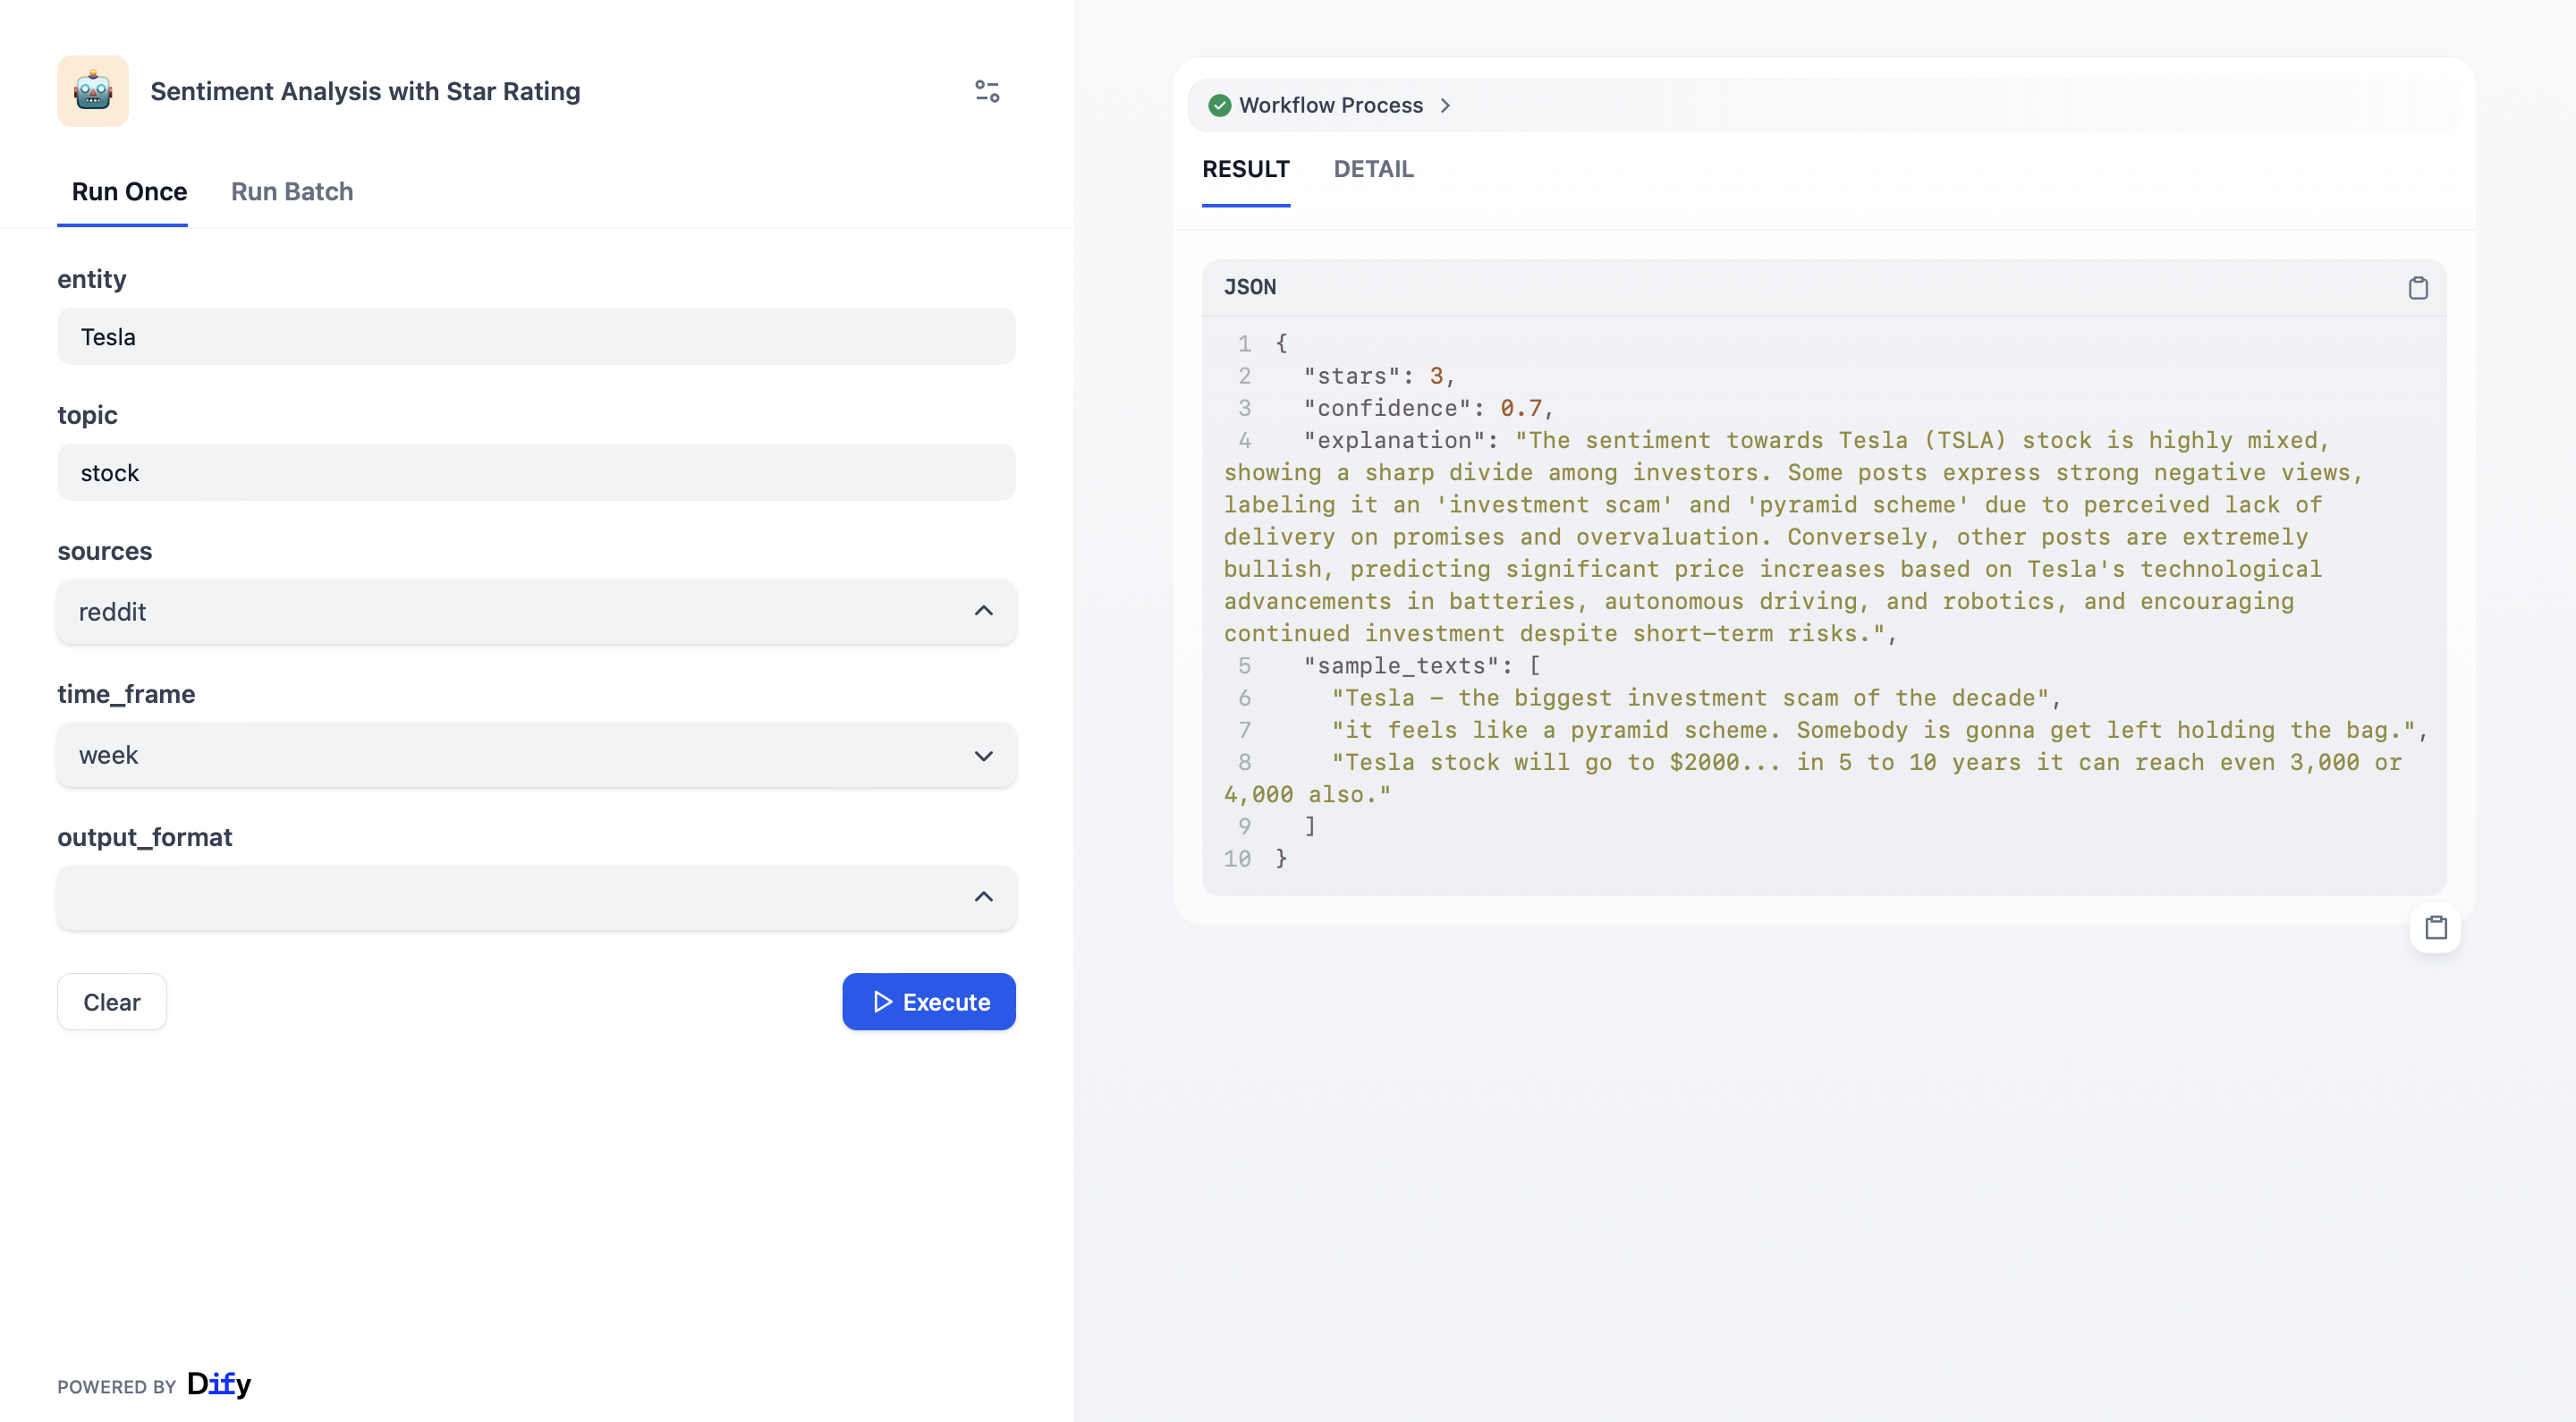 Sentiment Analysis with Star Rating
Run Once
Run Batch
entity
Tesla
topic
stock
sources
reddit
time_frame
week
output_format
Clear
Execute
POWERED BY Dify
Workflow Process
RESULT
DETAIL
JSON
1 {
2 "stars": 3,
3 "confidence": 0.7,
4 "explanation": "The sentiment towards Tesla (TSLA) stock is highly mixed,
showing a sharp divide among investors. Some posts express strong negative views,
labeling it an 'investment scam' and 'pyramid scheme' due to perceived lack of
delivery on promises and overvaluation. Conversely, other posts are extremely
bullish, predicting significant price increases based on Tesla's technological
advancements in batteries, autonomous driving, and robotics, and encouraging
continued investment despite short-term risks.",
5 "sample_texts": [
6 "Tesla – the biggest investment scam of the decade",
7 "it feels like a pyramid scheme. Somebody is gonna get left holding the bag.",
8 "Tesla stock will go to $2000... in 5 to 10 years it can reach even 3,000 or
4,000 also."
9 ]
10 }